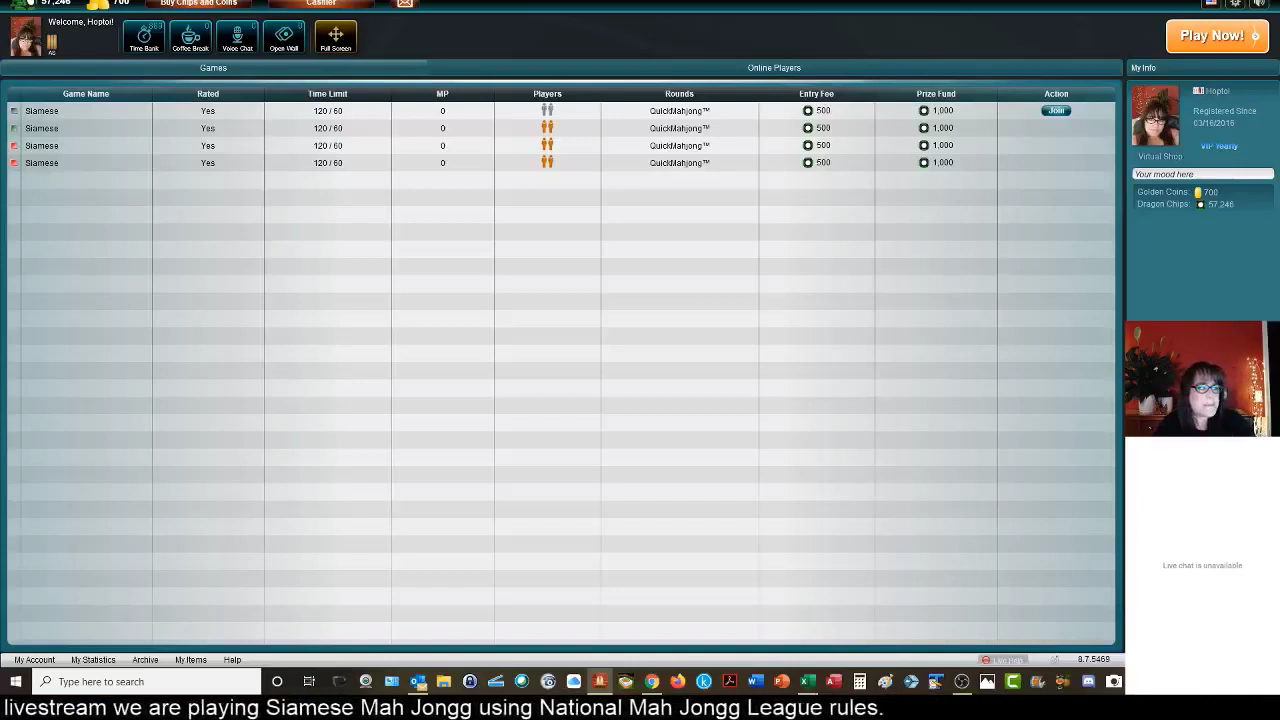 57,246 700 Buy Chips and Coins Cashier
Welcome, Hoptoi!
Time Bank Coffee Break Voice Chat Open Wall Full Screen
Play Now!
Games Online Players My Info
Game Name Rated Time Limit MP Players Rounds Entry Fee Prize Fund Action
Siamese Yes 120 / 60 0 QuickMahjong™ 500 1,000 Join
Siamese Yes 120 / 60 0 QuickMahjong™ 500 1,000
Siamese Yes 120 / 60 0 QuickMahjong™ 500 1,000
Siamese Yes 120 / 60 0 QuickMahjong™ 500 1,000
Hoptoi
Registered Since
03/16/2016
VIP Yearly
Virtual Shop
Your mood here
Golden Coins: 700
Dragon Chips: 57,246
Live chat is unavailable
My Account My Statistics Archive My Items Help 8.7.5469
Type here to search
livestream we are playing Siamese Mah Jongg using National Mah Jongg League rules.